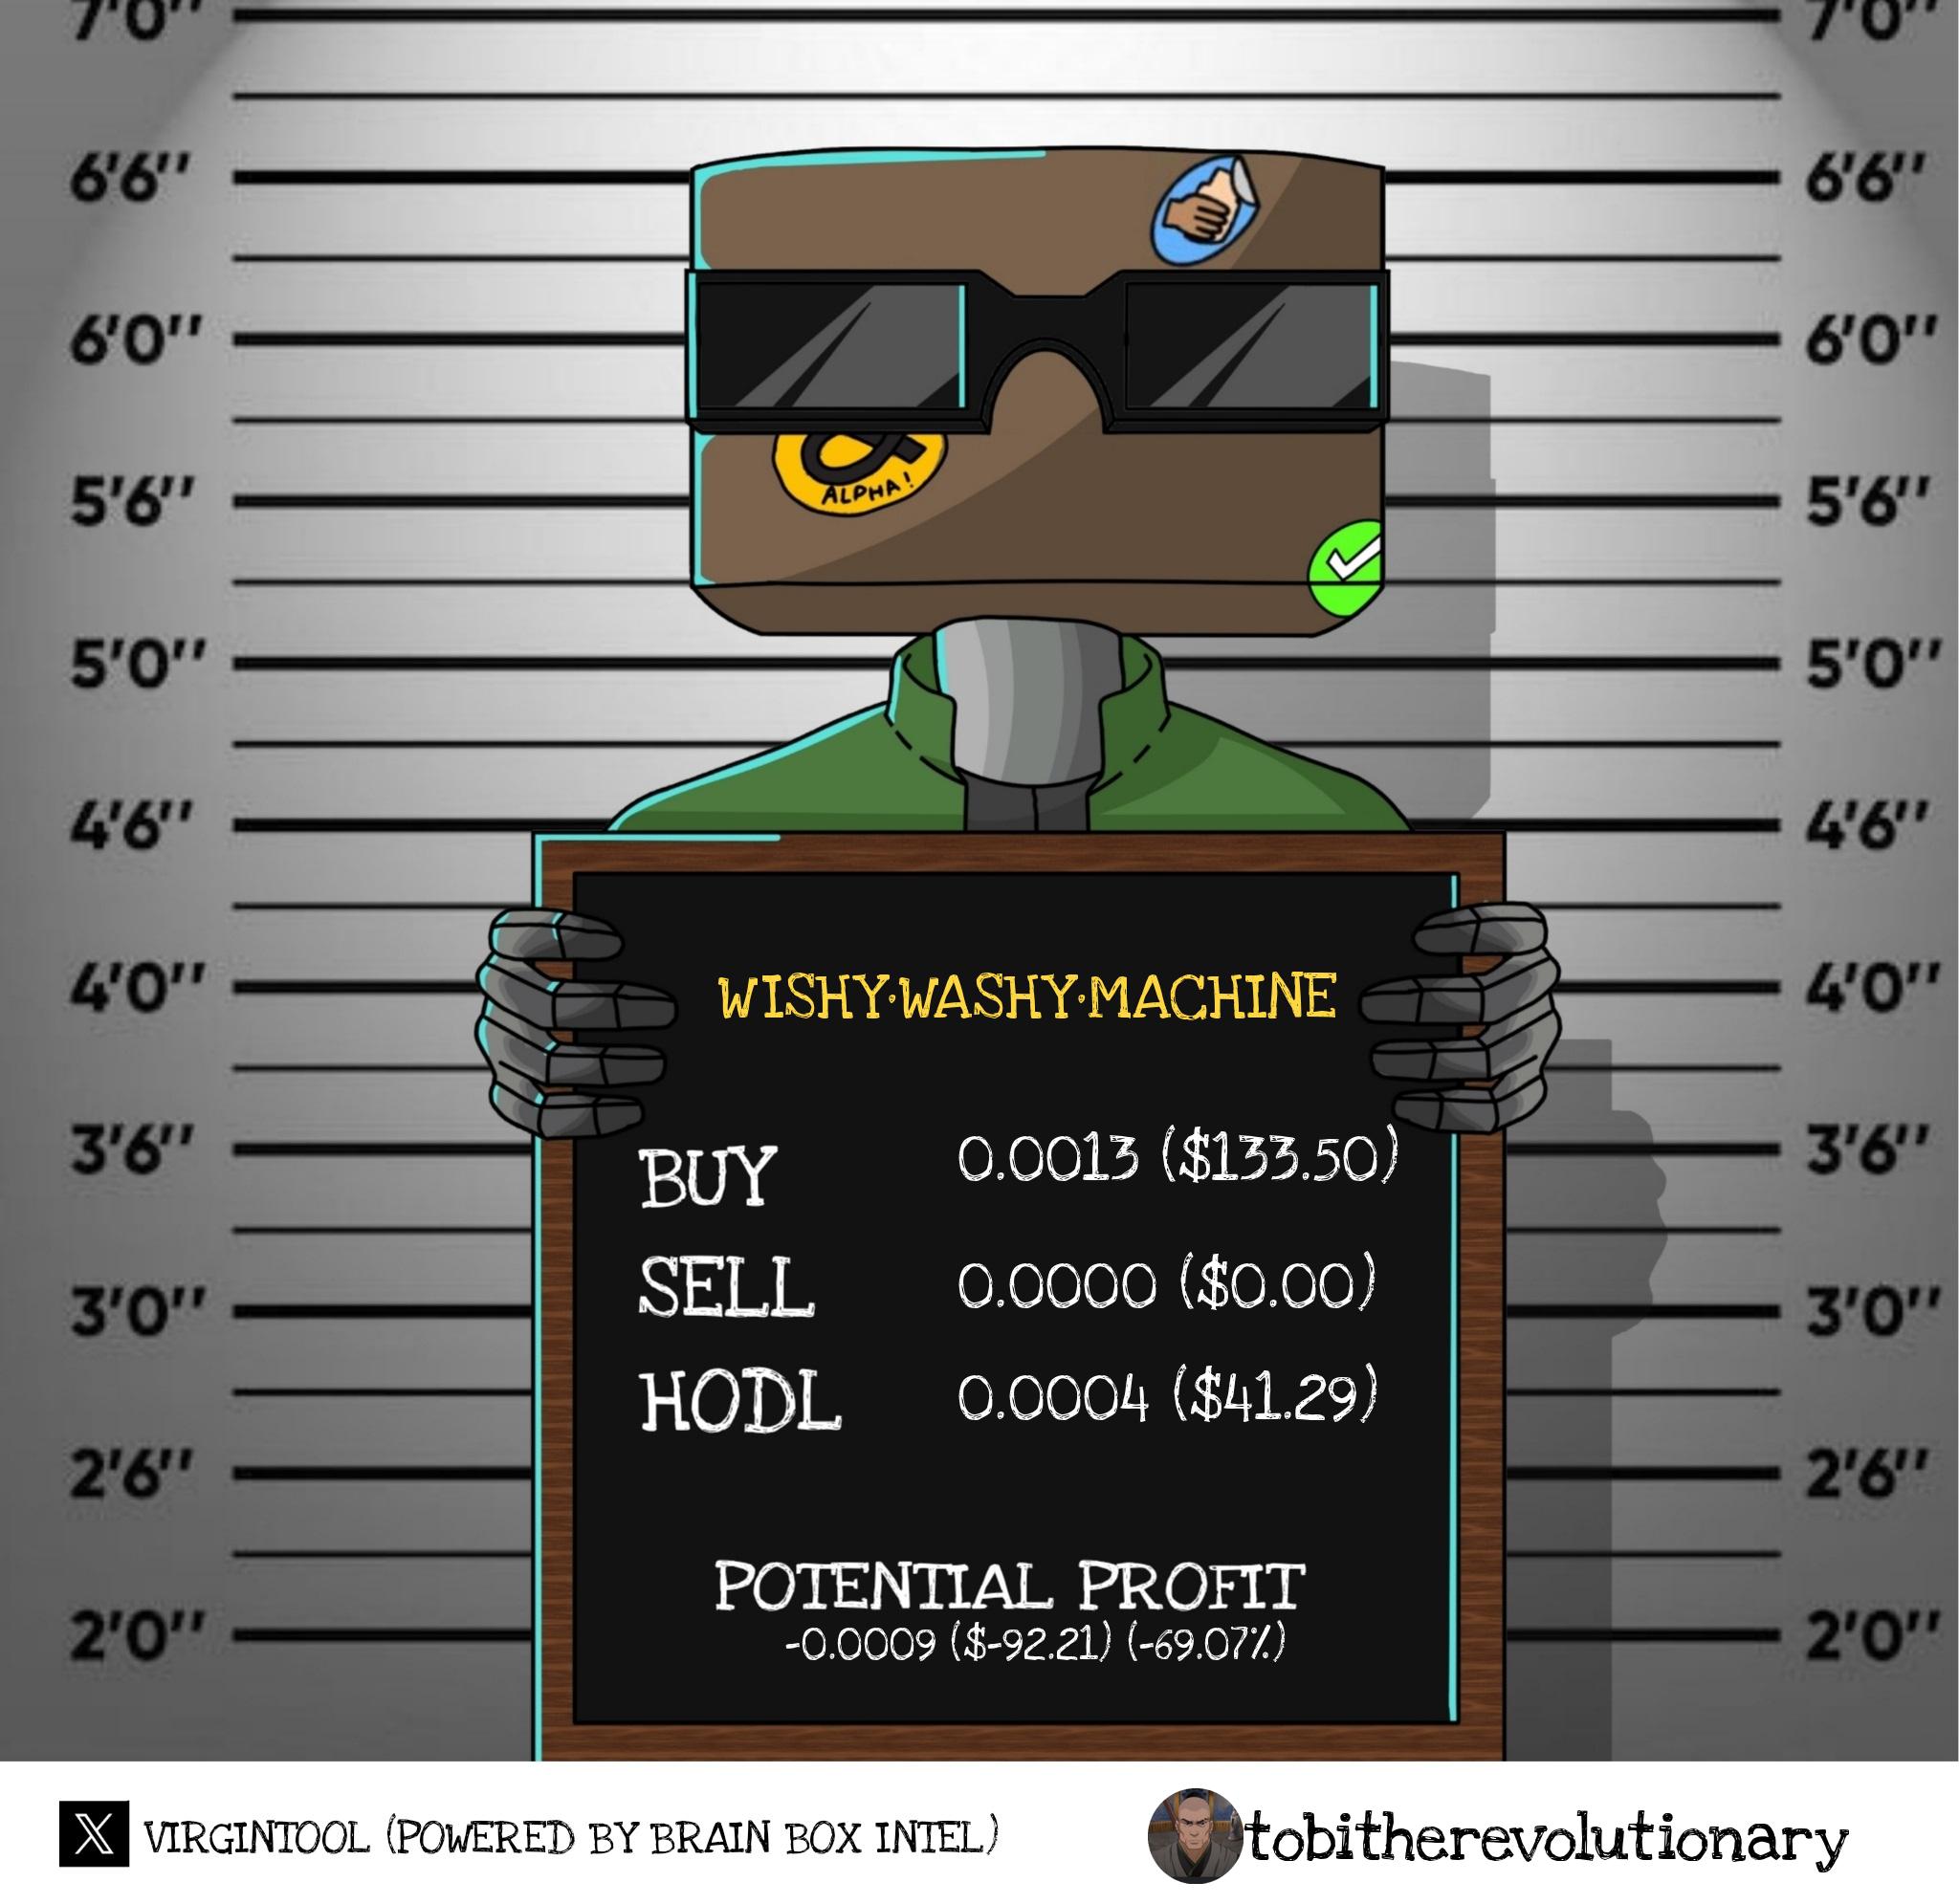 7'0'' 7'0''
6'6'' 6'6''
6'0'' 6'0''
5'6'' 5'6''
ALPHA!
5'0'' 5'0''
4'6'' 4'6''
4'0'' 4'0''
WISHY•WASHY•MACHINE
3'6'' 3'6''
BUY 0.0013 ($133.50)
SELL 0.0000 ($0.00)
3'0'' 3'0''
HODL 0.0004 ($41.29)
2'6'' 2'6''
POTENTIAL PROFIT
-0.0009 ($-92.21) (-69.07%)
2'0'' 2'0''
X VIRGINTOOL (POWERED BY BRAIN BOX INTEL) tobitherevolutionary